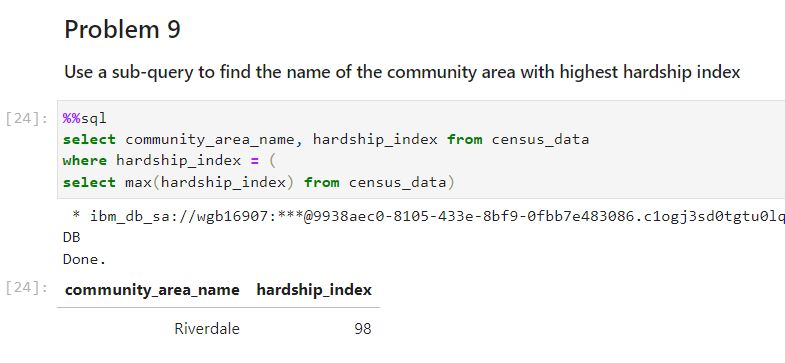 Problem 9
Use a sub-query to find the name of the community area with highest hardship index
[24]: %%sql
select community_area_name, hardship_index from census_data
where hardship_index = (
select max(hardship_index) from census_data)
* ibm_db_sa://wgb16907:***@9938aec0-8105-433e-8bf9-0fbb7e483086.c1ogj3sd0tgtu0lq
DB
Done.
[24]: community_area_name hardship_index
Riverdale 98